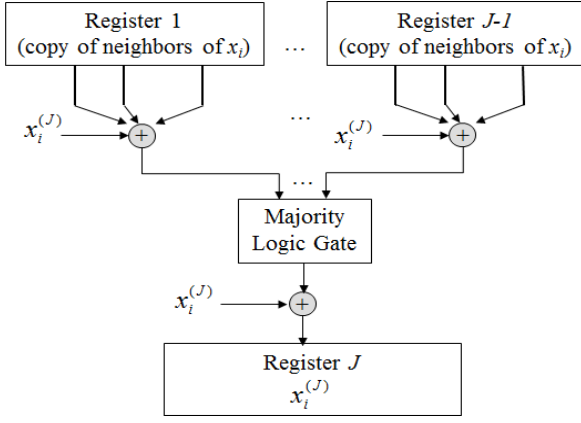 Register 1
(copy of neighbors of x_i)
...
Register J-1
(copy of neighbors of x_i)
x_i^(J)
+
...
x_i^(J)
+
...
Majority
Logic Gate
x_i^(J)
+
Register J
x_i^(J)